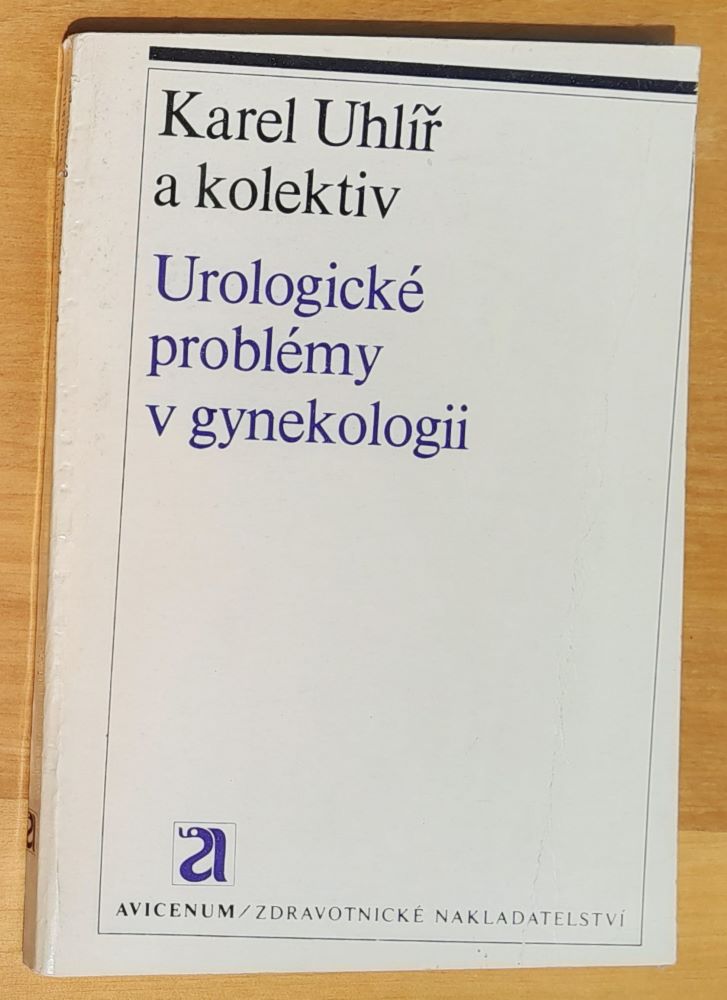 Karel Uhlíř
a kolektiv
Urologické
problémy
v gynekologii
AVICENUM/ZDRAVOTNICKÉ NAKLADATELSTVÍ